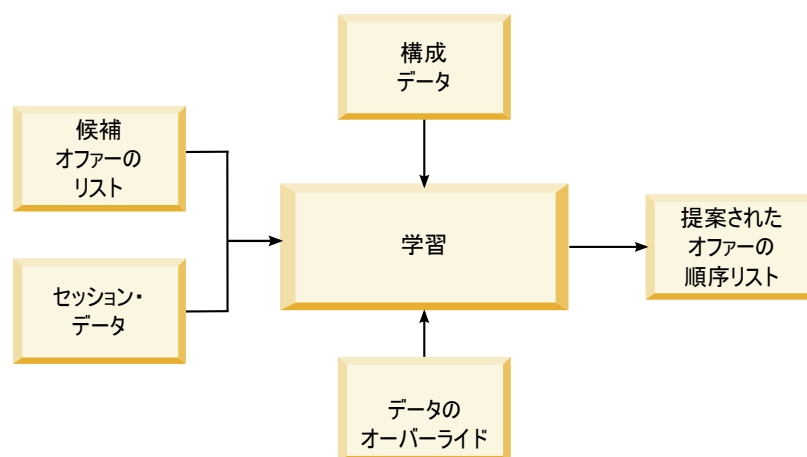 構成
データ
候補
オファーの
リスト
学習
提案された
オファーの
順序リスト
セッション・
データ
データの
オーバーライド